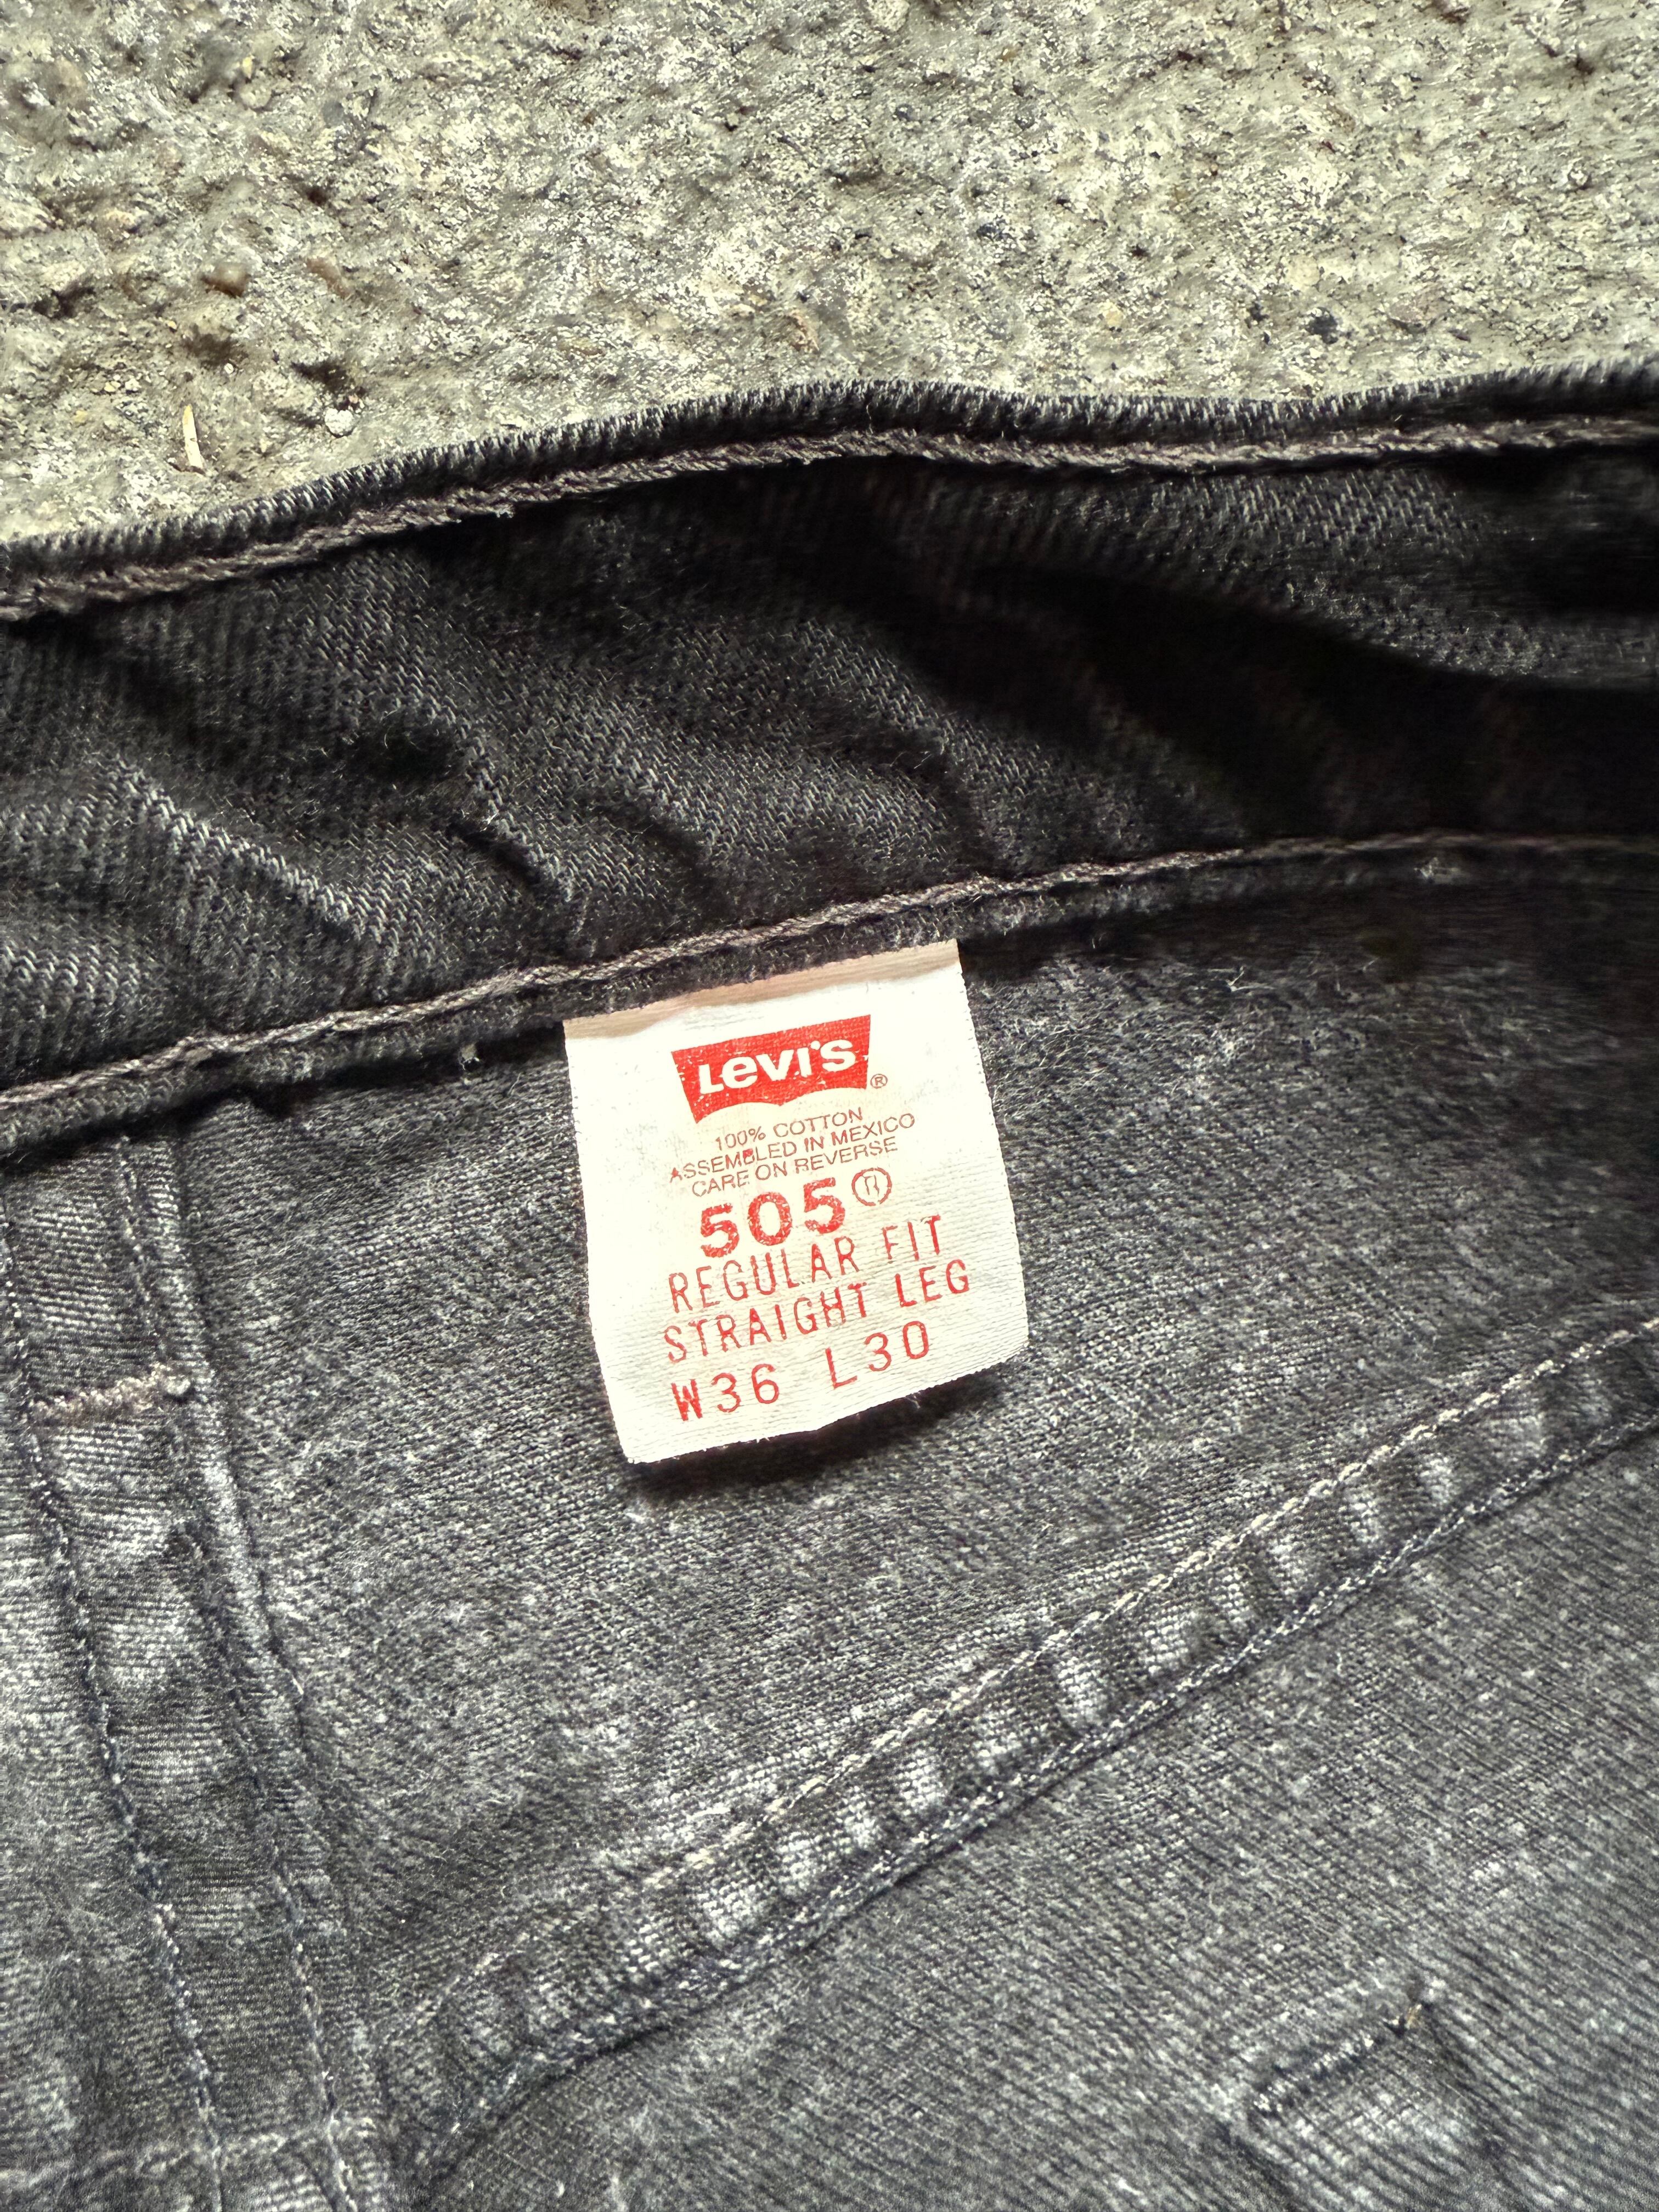 Levi's®
100% COTTON
ASSEMBLED IN MEXICO
CARE ON REVERSE
505®
REGULAR FIT
STRAIGHT LEG
W36 L30